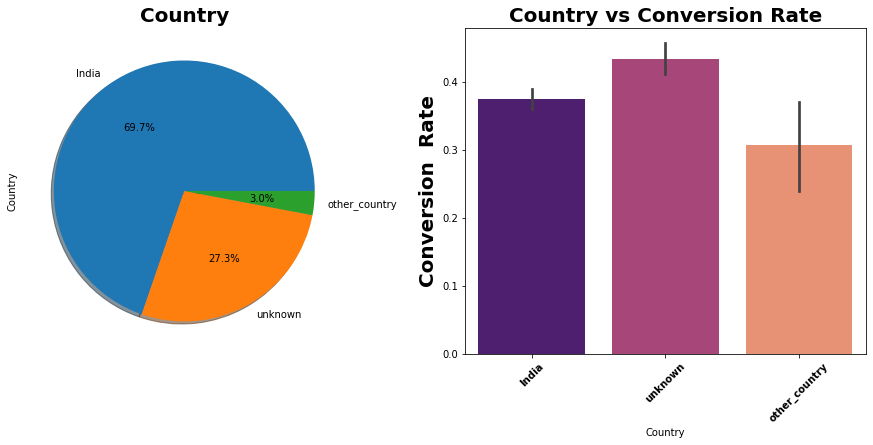 Country
India
69.7%
3.0%
other_country
27.3%
unknown
Country
Country vs Conversion Rate
Conversion  Rate
0.4
0.3
0.2
0.1
0.0
India
unknown
other_country
Country